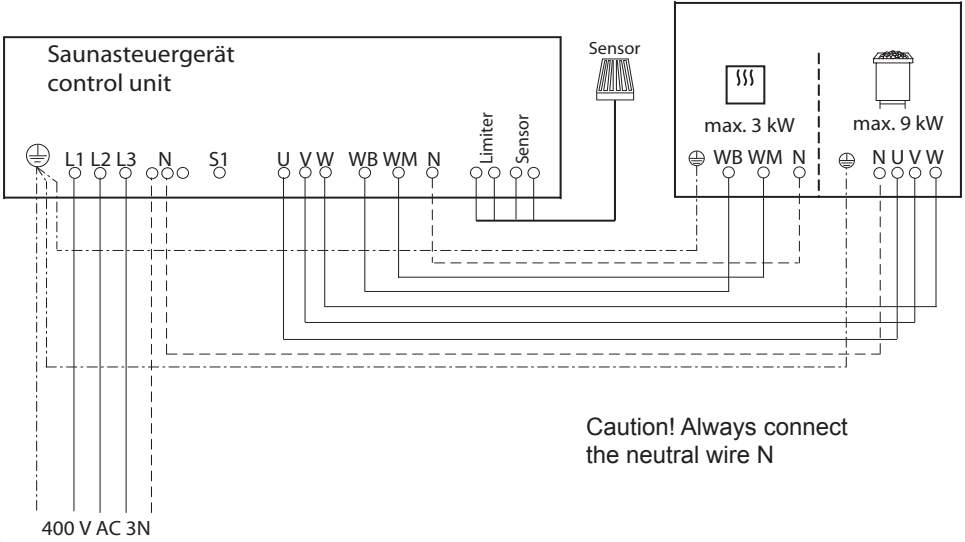 Saunasteuergerät
control unit
Sensor
max. 3 kW
max. 9 kW
L1 L2 L3 N S1 U V W WB WM N Limiter Sensor
WB WM N
N U V W
Caution! Always connect
the neutral wire N
400 V AC 3N